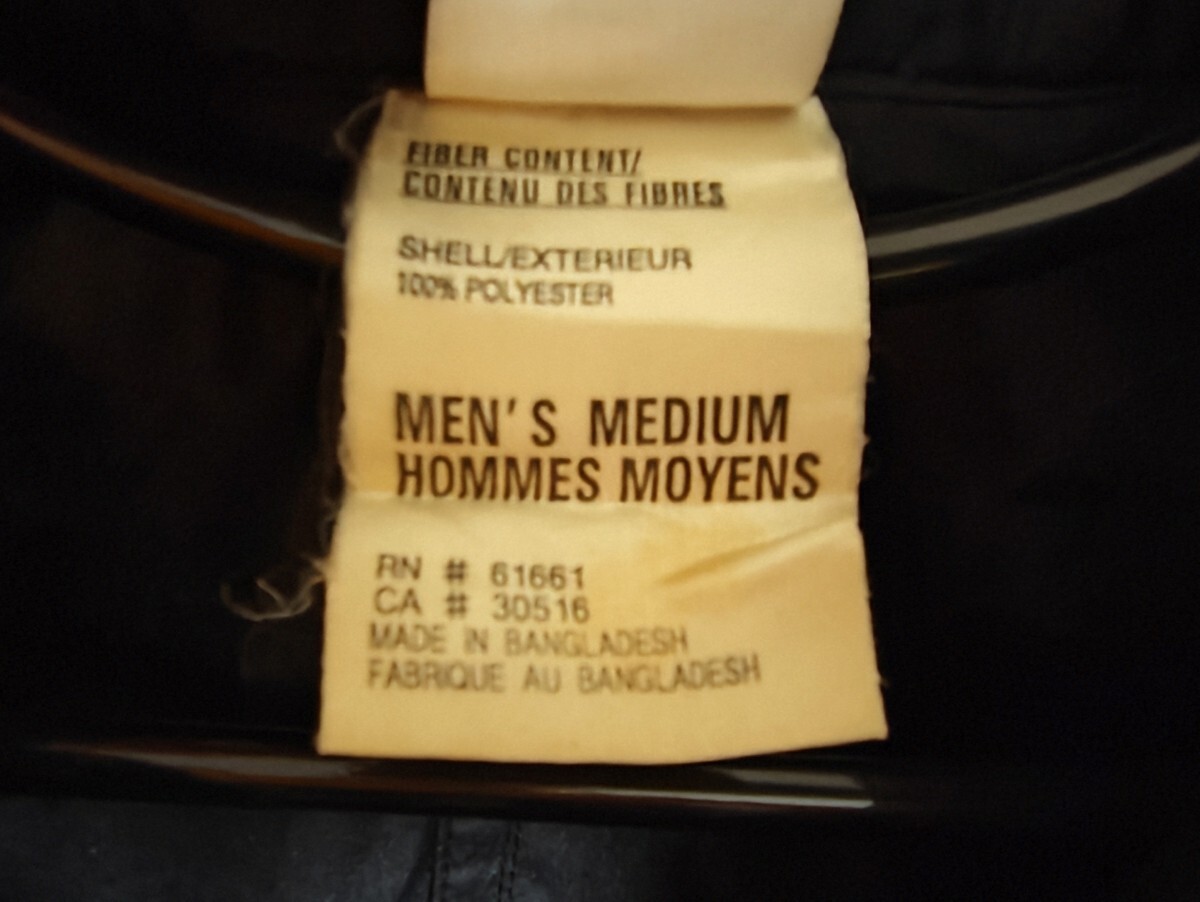 FIBER CONTENT/
CONTENU DES FIBRES
SHELL/EXTERIEUR
100% POLYESTER
MEN'S MEDIUM
HOMMES MOYENS
RN # 61661
CA # 30516
MADE IN BANGLADESH
FABRIQUE AU BANGLADESH